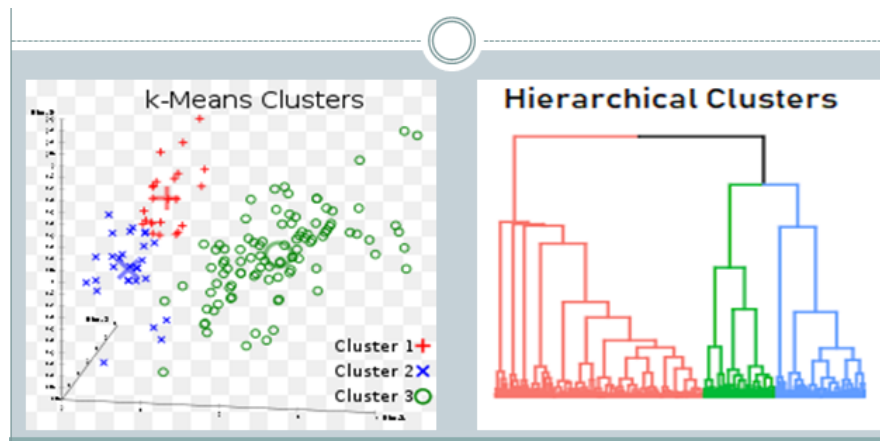 k-Means Clusters
Cluster 1
Cluster 2
Cluster 3
Hierarchical Clusters